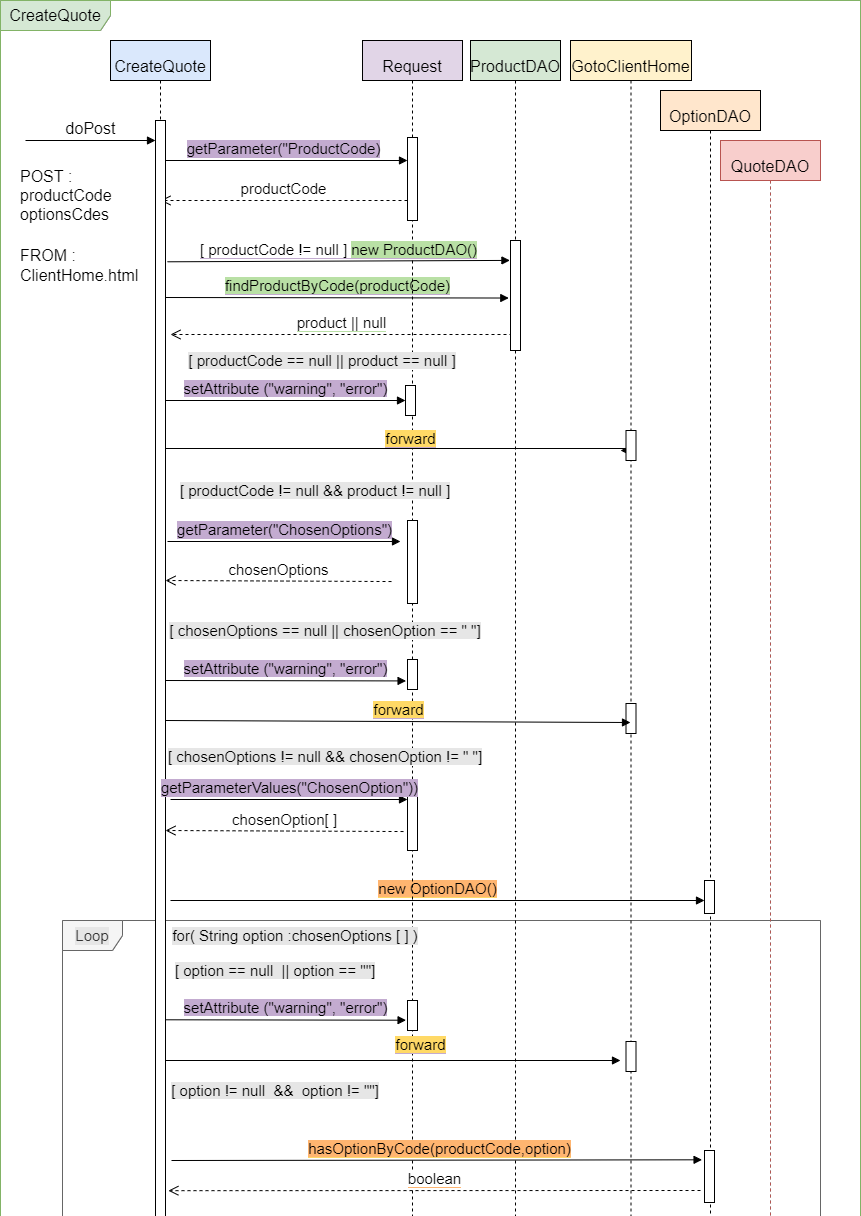 CreateQuote
CreateQuote
Request
ProductDAO
GotoClientHome
OptionDAO
QuoteDAO
doPost
getParameter("ProductCode)
POST :
productCode
optionsCdes
productCode
FROM :
ClientHome.html
[ productCode != null ] new ProductDAO()
findProductByCode(productCode)
product || null
[ productCode == null || product == null ]
setAttribute ("warning", "error")
forward
[ productCode != null && product != null ]
getParameter("ChosenOptions")
chosenOptions
[ chosenOptions == null || chosenOption == " "]
setAttribute ("warning", "error")
forward
[ chosenOptions != null && chosenOption != " "]
getParameterValues("ChosenOption"))
chosenOption[ ]
new OptionDAO()
Loop
for( String option :chosenOptions [ ] )
[ option == null || option == ""]
setAttribute ("warning", "error")
forward
[ option != null && option != ""]
hasOptionByCode(productCode,option)
boolean